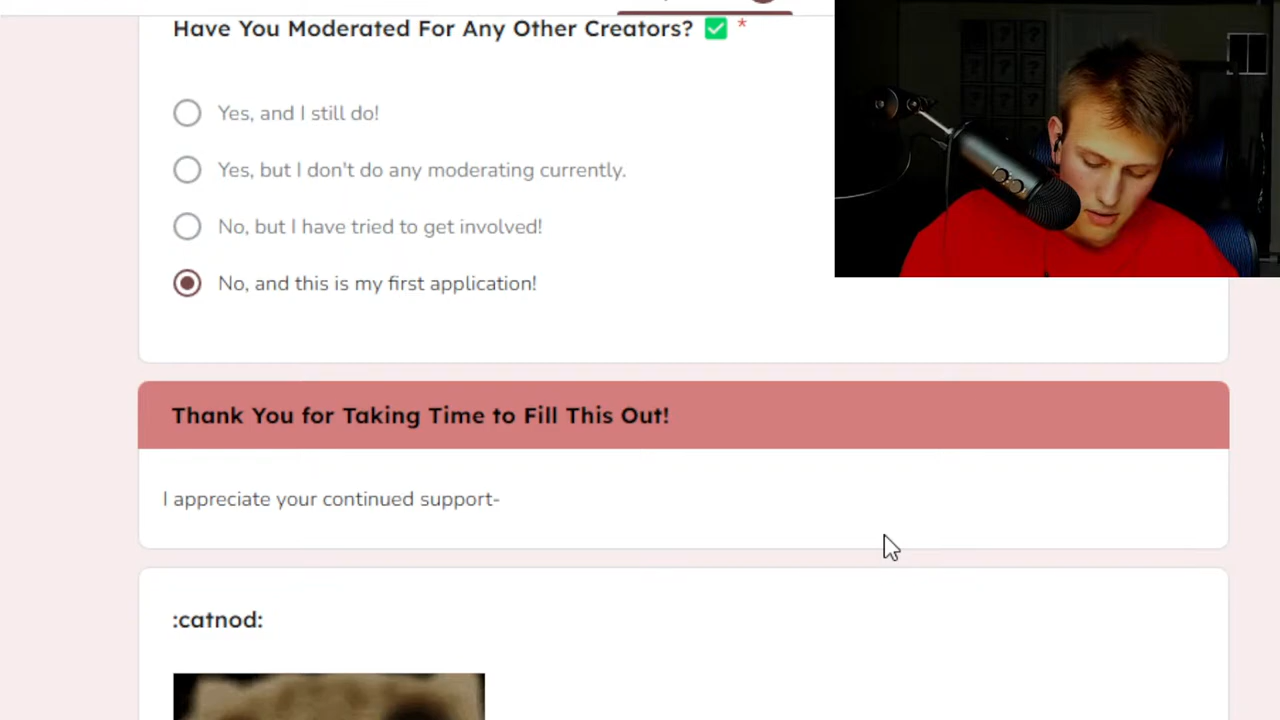 Have You Moderated For Any Other Creators? ✅ *
Yes, and I still do!
Yes, but I don't do any moderating currently.
No, but I have tried to get involved!
No, and this is my first application!
Thank You for Taking Time to Fill This Out!
I appreciate your continued support-
:catnod: